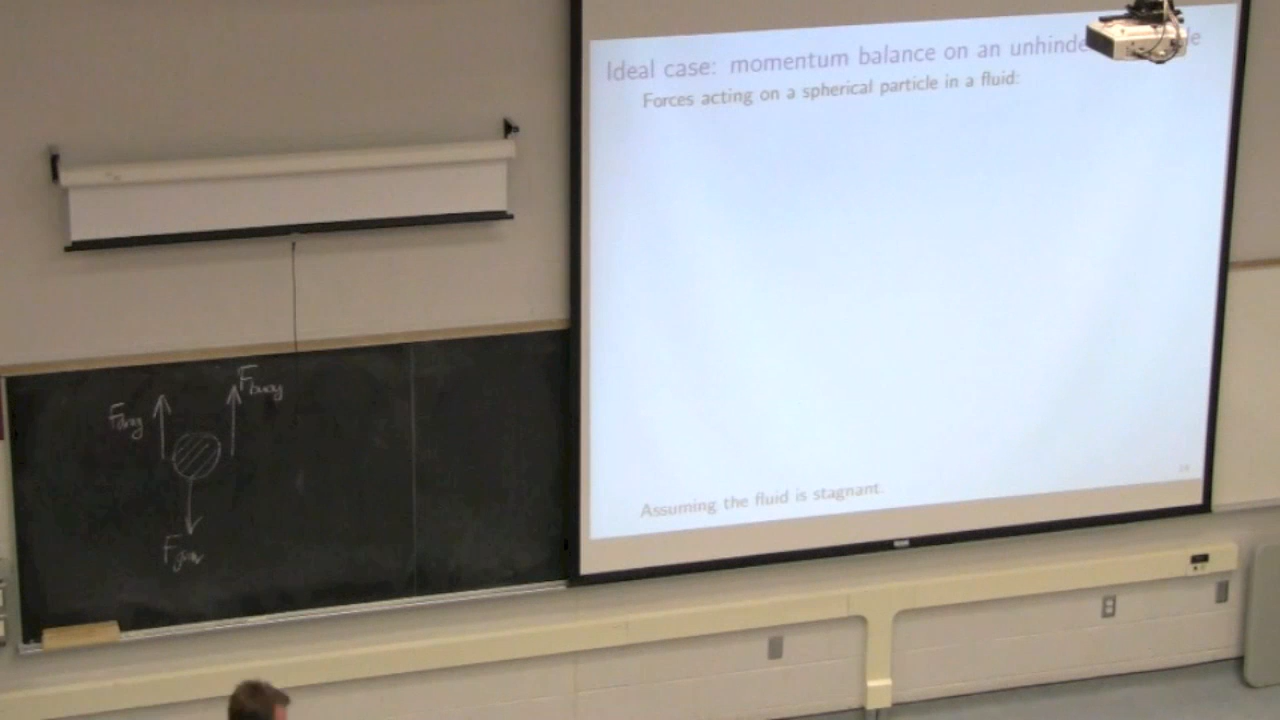 Ideal case: momentum balance on an
Forces acting on a spherical particle in a fluid:
Assuming the fluid is stagnant.
24
Fbuoy
Fdrag
Fgrav